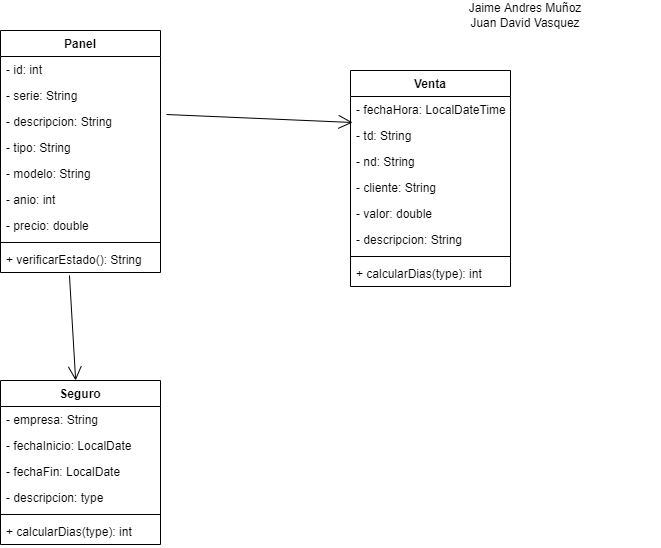 Jaime Andres Muñoz
Juan David Vasquez
Panel
- id: int
- serie: String
- descripcion: String
- tipo: String
- modelo: String
- anio: int
- precio: double
+ verificarEstado(): String
Venta
- fechaHora: LocalDateTime
- td: String
- nd: String
- cliente: String
- valor: double
- descripcion: String
+ calcularDias(type): int
Seguro
- empresa: String
- fechaInicio: LocalDate
- fechaFin: LocalDate
- descripcion: type
+ calcularDias(type): int